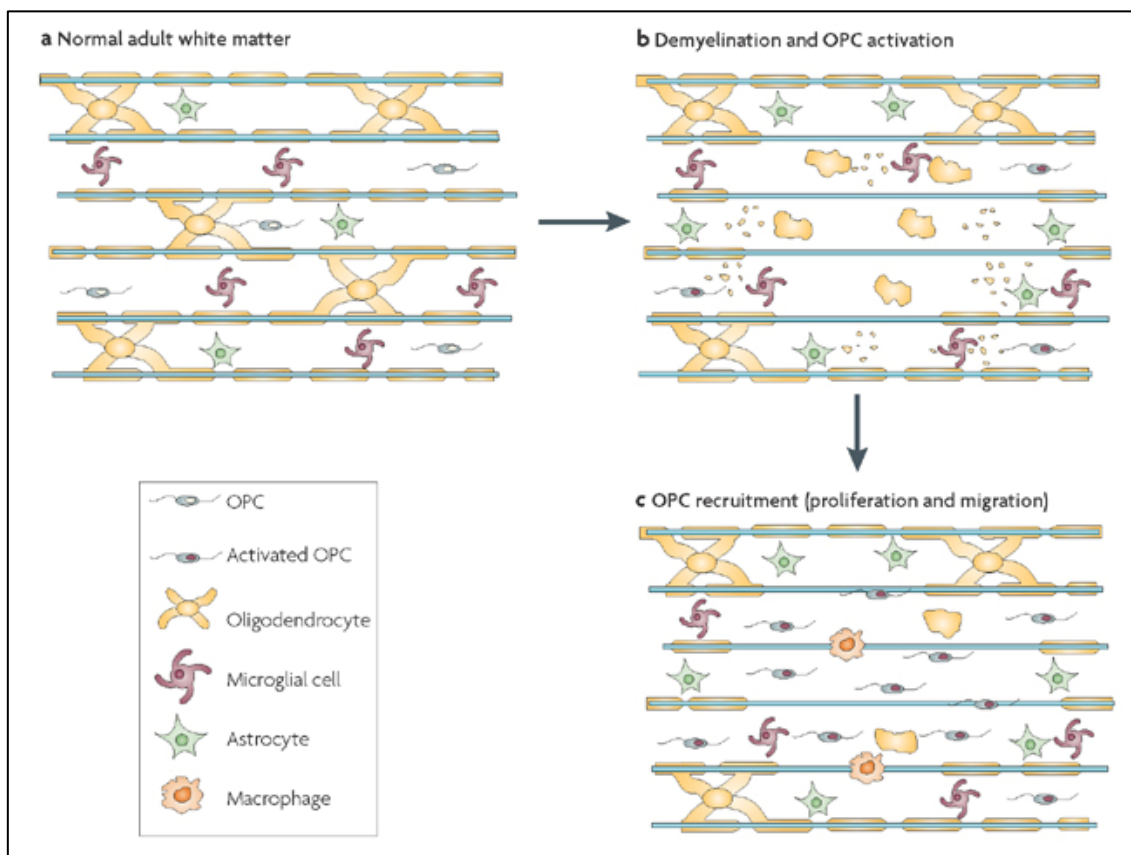 a Normal adult white matter
b Demyelination and OPC activation
OPC
Activated OPC
Oligodendrocyte
Microglial cell
Astrocyte
Macrophage
c OPC recruitment (proliferation and migration)